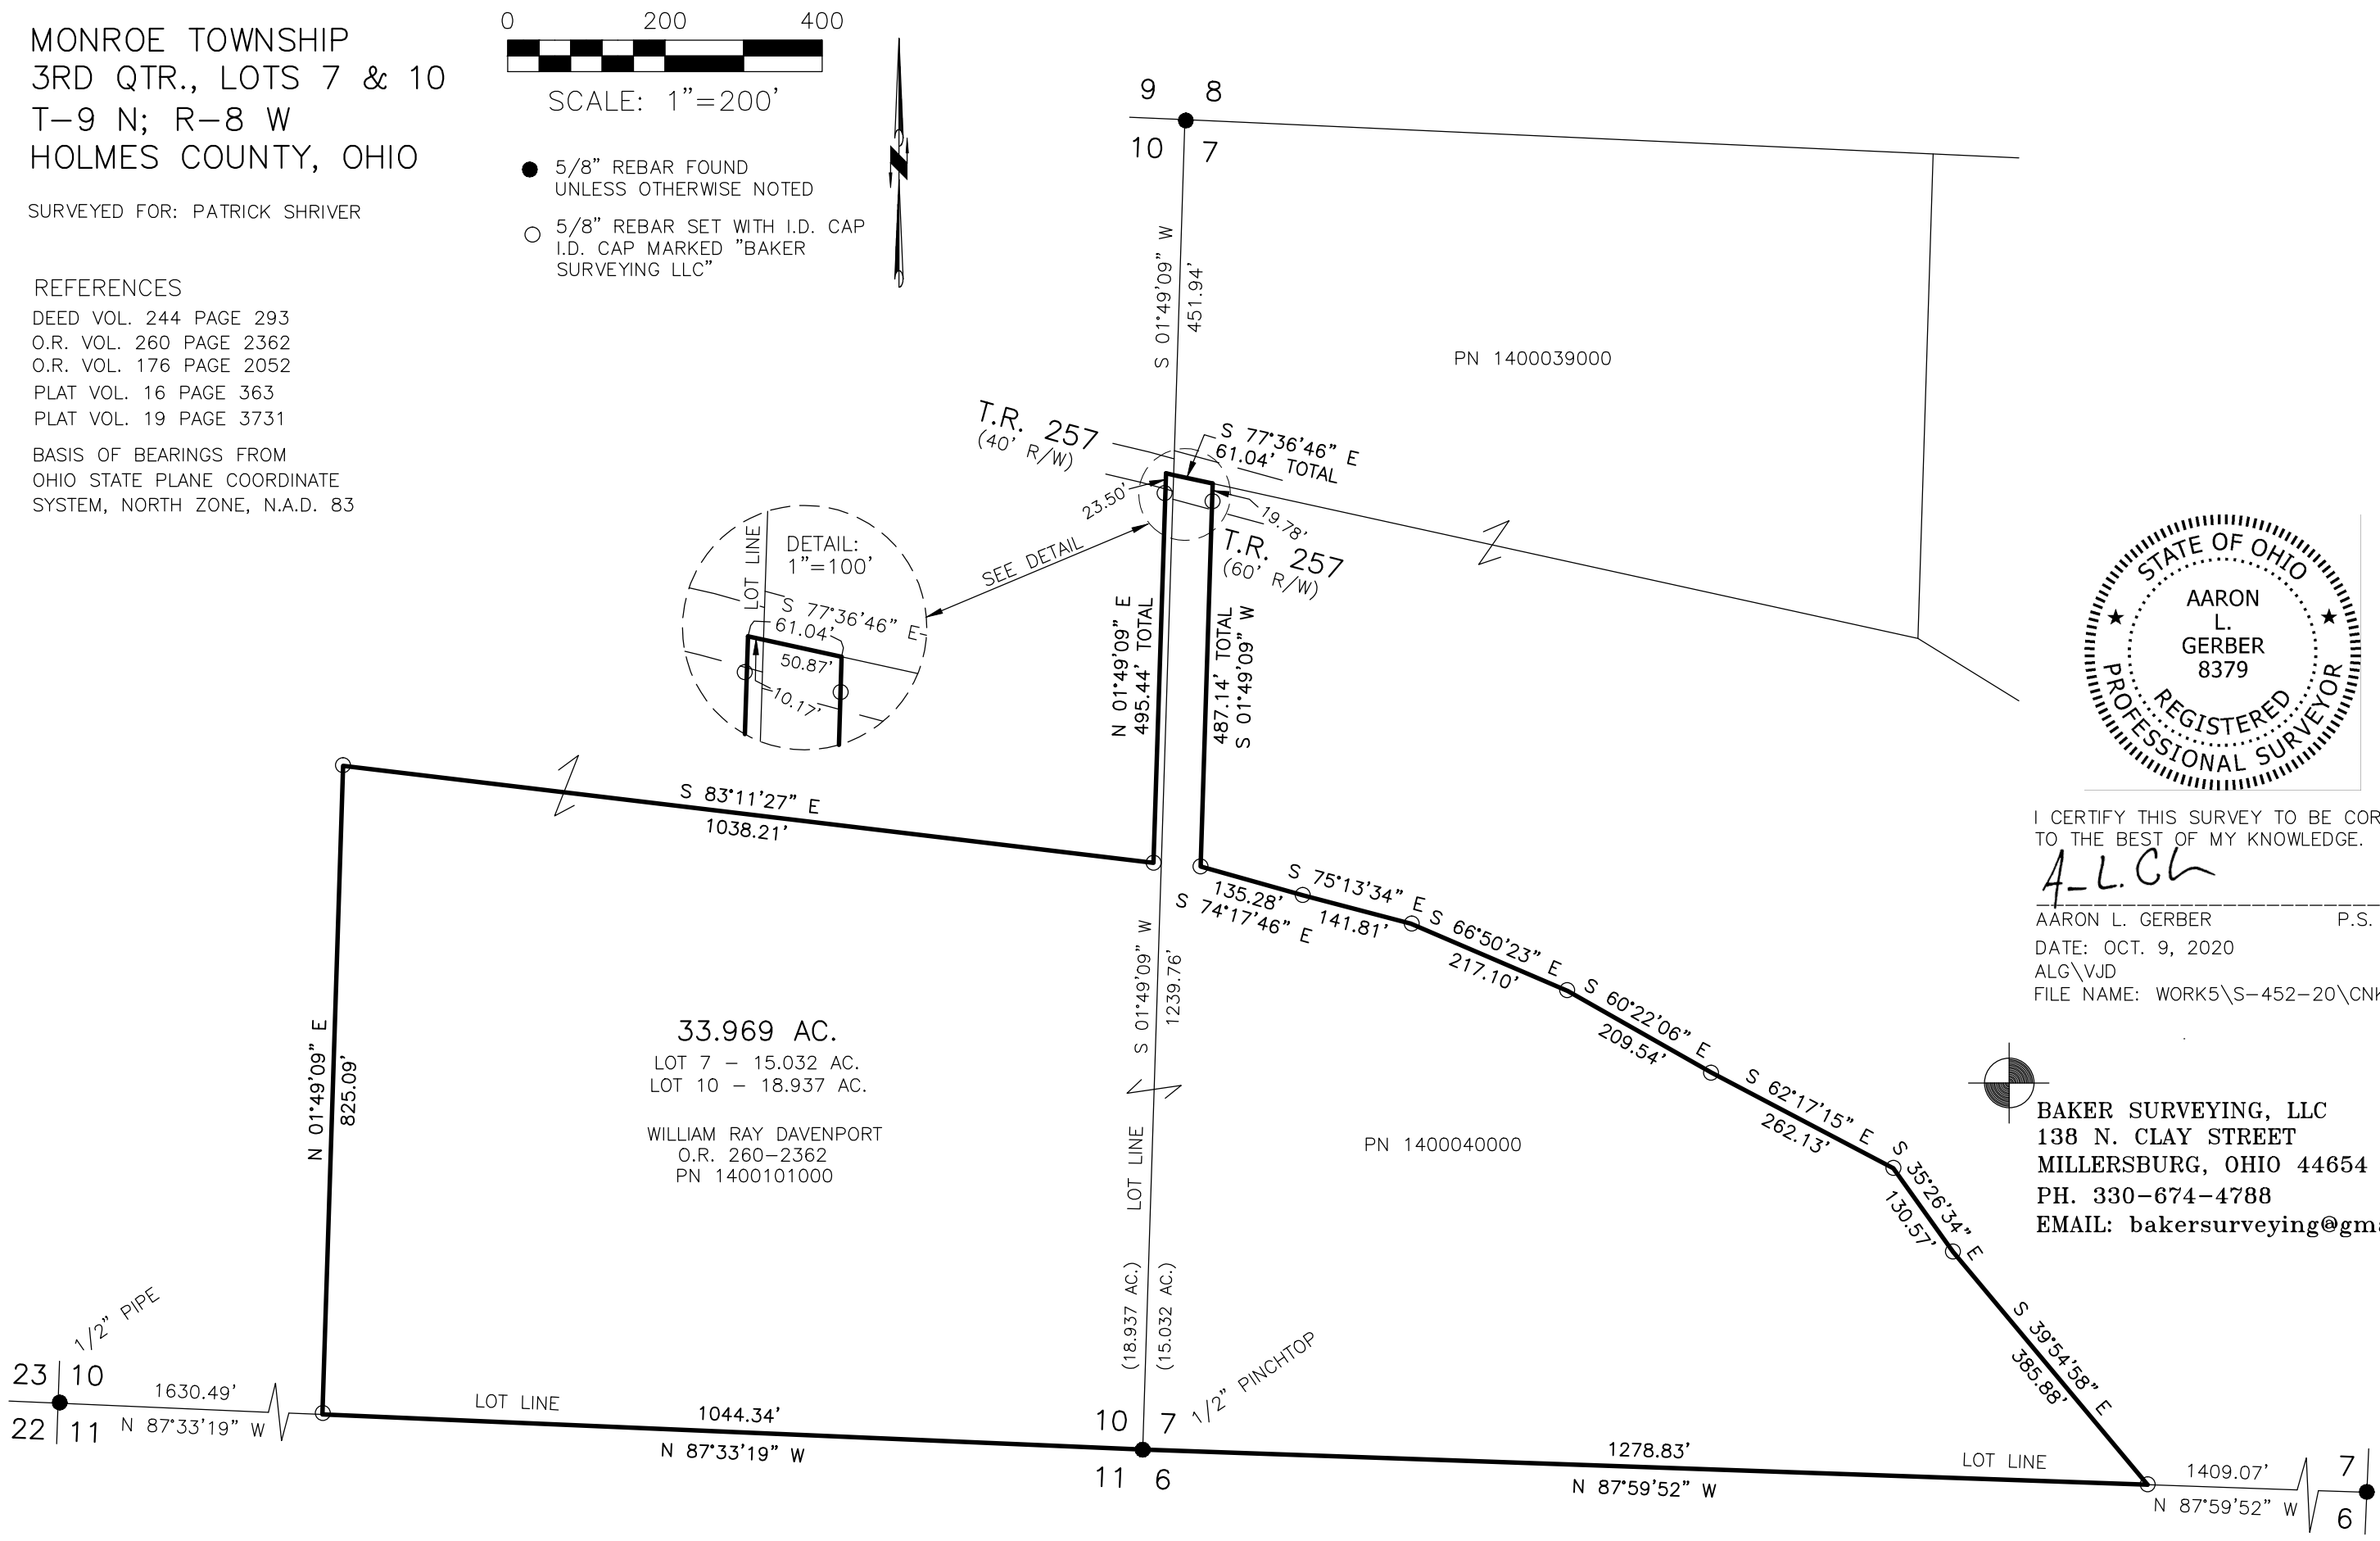 MONROE TOWNSHIP
3RD QTR., LOTS 7 & 10
T-9 N; R-8 W
HOLMES COUNTY, OHIO
SURVEYED FOR: PATRICK SHRIVER
REFERENCES
DEED VOL. 244 PAGE 293
O.R. VOL. 260 PAGE 2362
O.R. VOL. 176 PAGE 2052
PLAT VOL. 16 PAGE 363
PLAT VOL. 19 PAGE 3731
BASIS OF BEARINGS FROM
OHIO STATE PLANE COORDINATE
SYSTEM, NORTH ZONE, N.A.D. 83
0 200 400
SCALE: 1"=200'
5/8" REBAR FOUND
UNLESS OTHERWISE NOTED
5/8" REBAR SET WITH I.D. CAP
I.D. CAP MARKED "BAKER
SURVEYING LLC"
N
9 8
10 7
S 01°49'09" W
451.94'
PN 1400039000
T.R. 257
(40' R/W)
S 77°36'46" E
61.04' TOTAL
23.50'
19.78'
T.R. 257
(60' R/W)
SEE DETAIL
DETAIL:
1"=100'
LOT LINE
S 77°36'46" E
61.04'
50.87'
10.17'
N 01°49'09" E
495.44' TOTAL
487.14' TOTAL
S 01°49'09" W
S 83°11'27" E
1038.21'
S 74°17'46" E
135.28'
S 75°13'34" E
141.81'
S 66°50'23" E
217.10'
S 60°22'06" E
209.54'
S 62°17'15" E
262.13'
S 35°26'34" E
130.57'
S 39°54'58" E
385.88'
N 01°49'09" E
825.09'
33.969 AC.
LOT 7 - 15.032 AC.
LOT 10 - 18.937 AC.
WILLIAM RAY DAVENPORT
O.R. 260-2362
PN 1400101000
S 01°49'09" W
1239.76'
LOT LINE
(18.937 AC.)
(15.032 AC.)
PN 1400040000
1/2" PIPE
23 10
22 11
1630.49'
N 87°33'19" W
LOT LINE
1044.34'
N 87°33'19" W
10 7
11 6
1/2" PINCHTOP
1278.83'
N 87°59'52" W
LOT LINE
1409.07'
N 87°59'52" W
7
6
STATE OF OHIO
AARON
L.
GERBER
8379
REGISTERED
PROFESSIONAL SURVEYOR
I CERTIFY THIS SURVEY TO BE COR
TO THE BEST OF MY KNOWLEDGE.
AARON L. GERBER P.S.
DATE: OCT. 9, 2020
ALG\VJD
FILE NAME: WORK5\S-452-20\CNK
BAKER SURVEYING, LLC
138 N. CLAY STREET
MILLERSBURG, OHIO 44654
PH. 330-674-4788
EMAIL: bakersurveying@gma